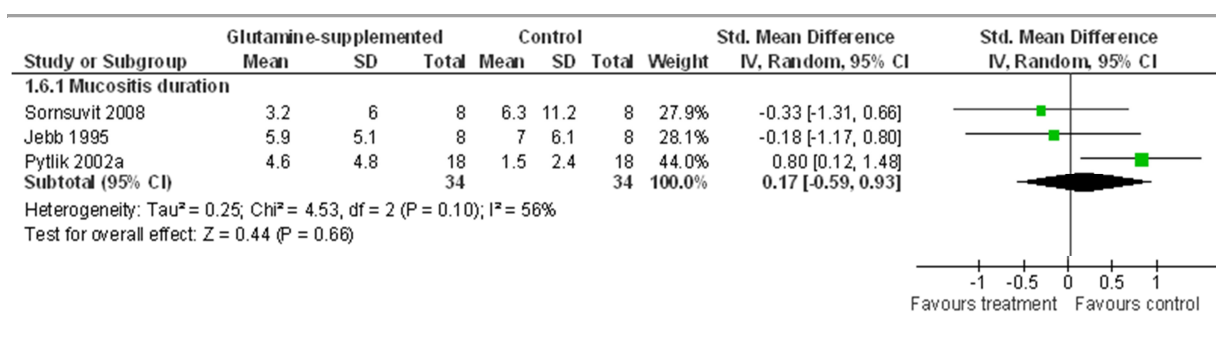 Glutamine-supplemented Control Std. Mean Difference Std. Mean Difference
Study or Subgroup Mean SD Total Mean SD Total Weight IV, Random, 95% CI IV, Random, 95% CI
1.6.1 Mucositis duration
Sornsuvit 2008 3.2 6 8 6.3 11.2 8 27.9% -0.33 [-1.31, 0.66]
Jebb 1995 5.9 5.1 8 7 6.1 8 28.1% -0.18 [-1.17, 0.80]
Pytlik 2002a 4.6 4.8 18 1.5 2.4 18 44.0% 0.80 [0.12, 1.48]
Subtotal (95% CI) 34 34 100.0% 0.17 [-0.59, 0.93]
Heterogeneity: Tau² = 0.25; Chi² = 4.53, df = 2 (P = 0.10); I² = 56%
Test for overall effect: Z = 0.44 (P = 0.66)
-1 -0.5 0 0.5 1
Favours treatment Favours control